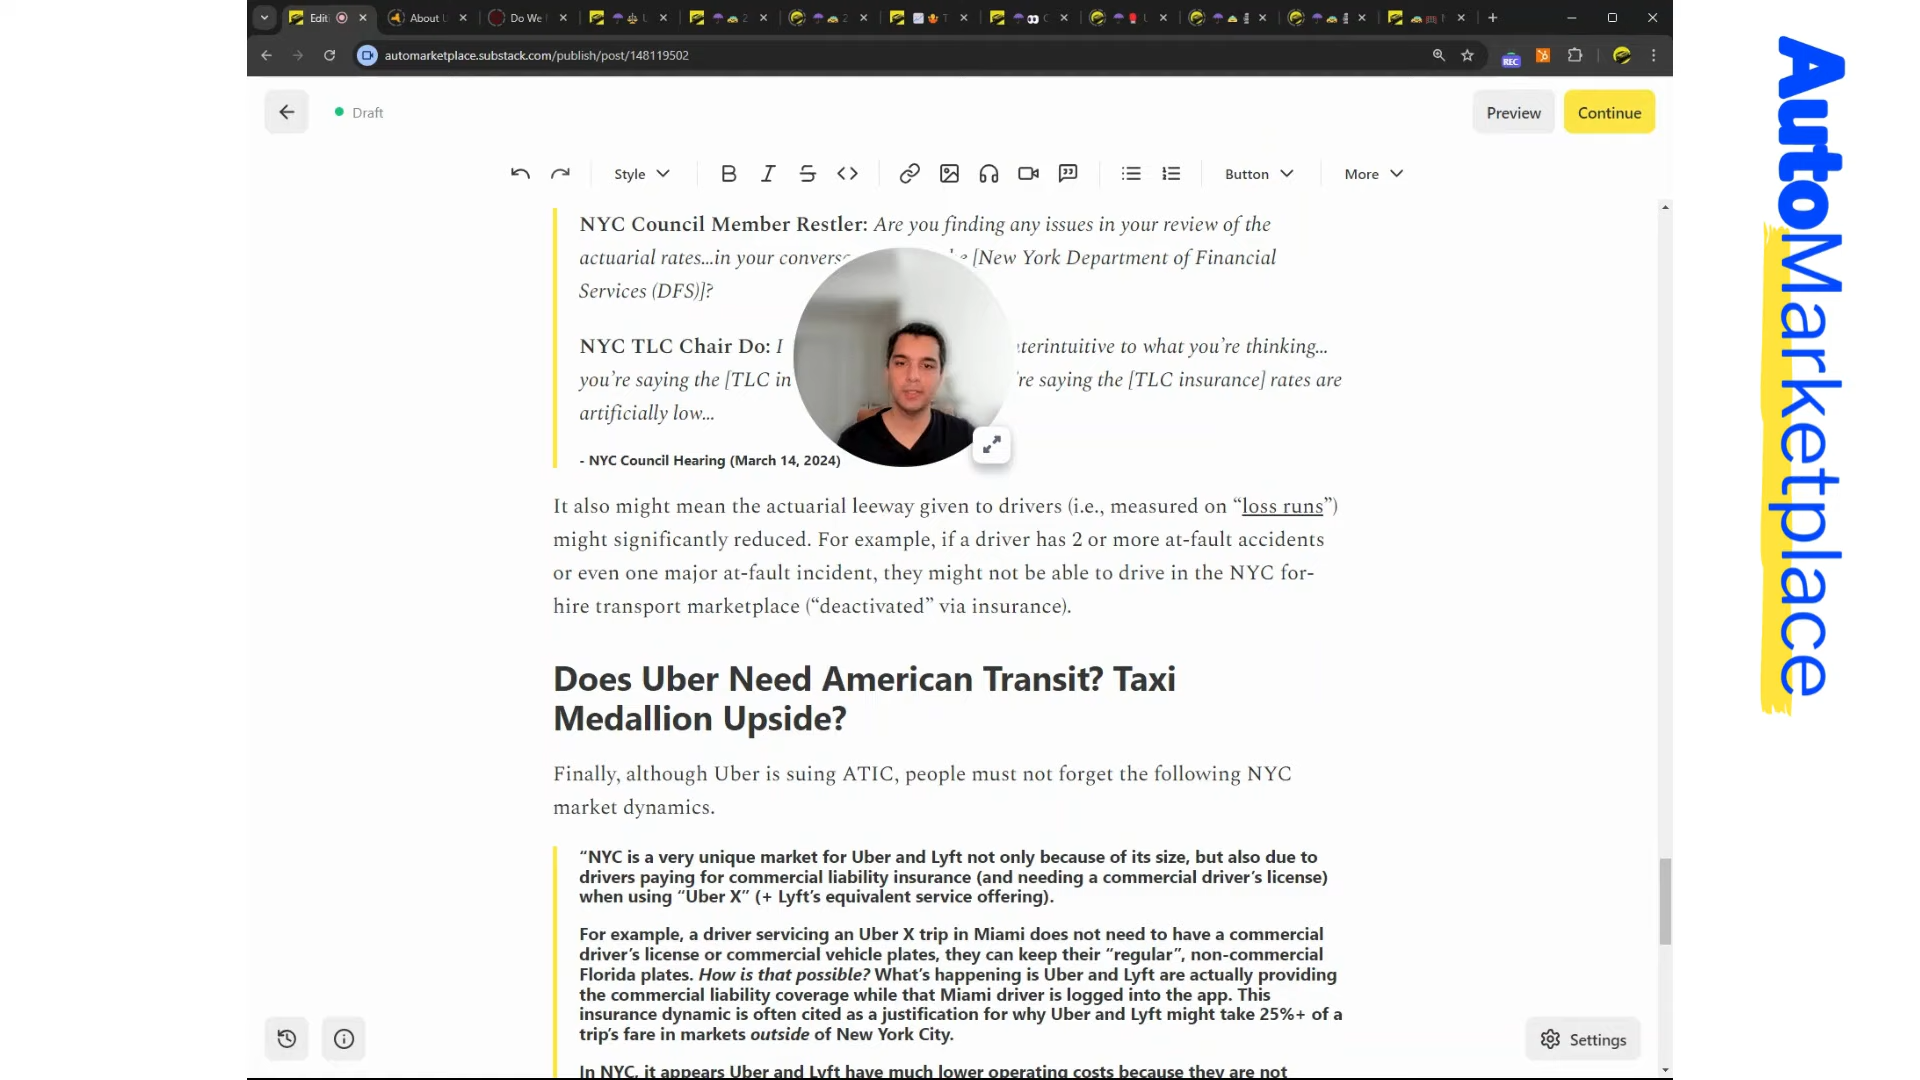 Edit
About
Do We
automarketplace.substack.com/publish/post/148119502
REC
Draft
Preview
Continue
Style
Button
More
NYC Council Member Restler: Are you finding any issues in your review of the
actuarial rates…in your convers [New York Department of Financial
Services (DFS)]?
NYC TLC Chair Do: I terintuitive to what you’re thinking…
you’re saying the [TLC in ’re saying the [TLC insurance] rates are
artificially low…
- NYC Council Hearing (March 14, 2024)
It also might mean the actuarial leeway given to drivers (i.e., measured on “loss runs”)
might significantly reduced. For example, if a driver has 2 or more at-fault accidents
or even one major at-fault incident, they might not be able to drive in the NYC for-
hire transport marketplace (“deactivated” via insurance).
Does Uber Need American Transit? Taxi
Medallion Upside?
Finally, although Uber is suing ATIC, people must not forget the following NYC
market dynamics.
“NYC is a very unique market for Uber and Lyft not only because of its size, but also due to
drivers paying for commercial liability insurance (and needing a commercial driver’s license)
when using “Uber X” (+ Lyft’s equivalent service offering).
For example, a driver servicing an Uber X trip in Miami does not need to have a commercial
driver’s license or commercial vehicle plates, they can keep their “regular”, non-commercial
Florida plates. How is that possible? What’s happening is Uber and Lyft are actually providing
the commercial liability coverage while that Miami driver is logged into the app. This
insurance dynamic is often cited as a justification for why Uber and Lyft might take 25%+ of a
trip’s fare in markets outside of New York City.
In NYC, it appears Uber and Lyft have much lower operating costs because they are not
Settings
AutoMarketplace